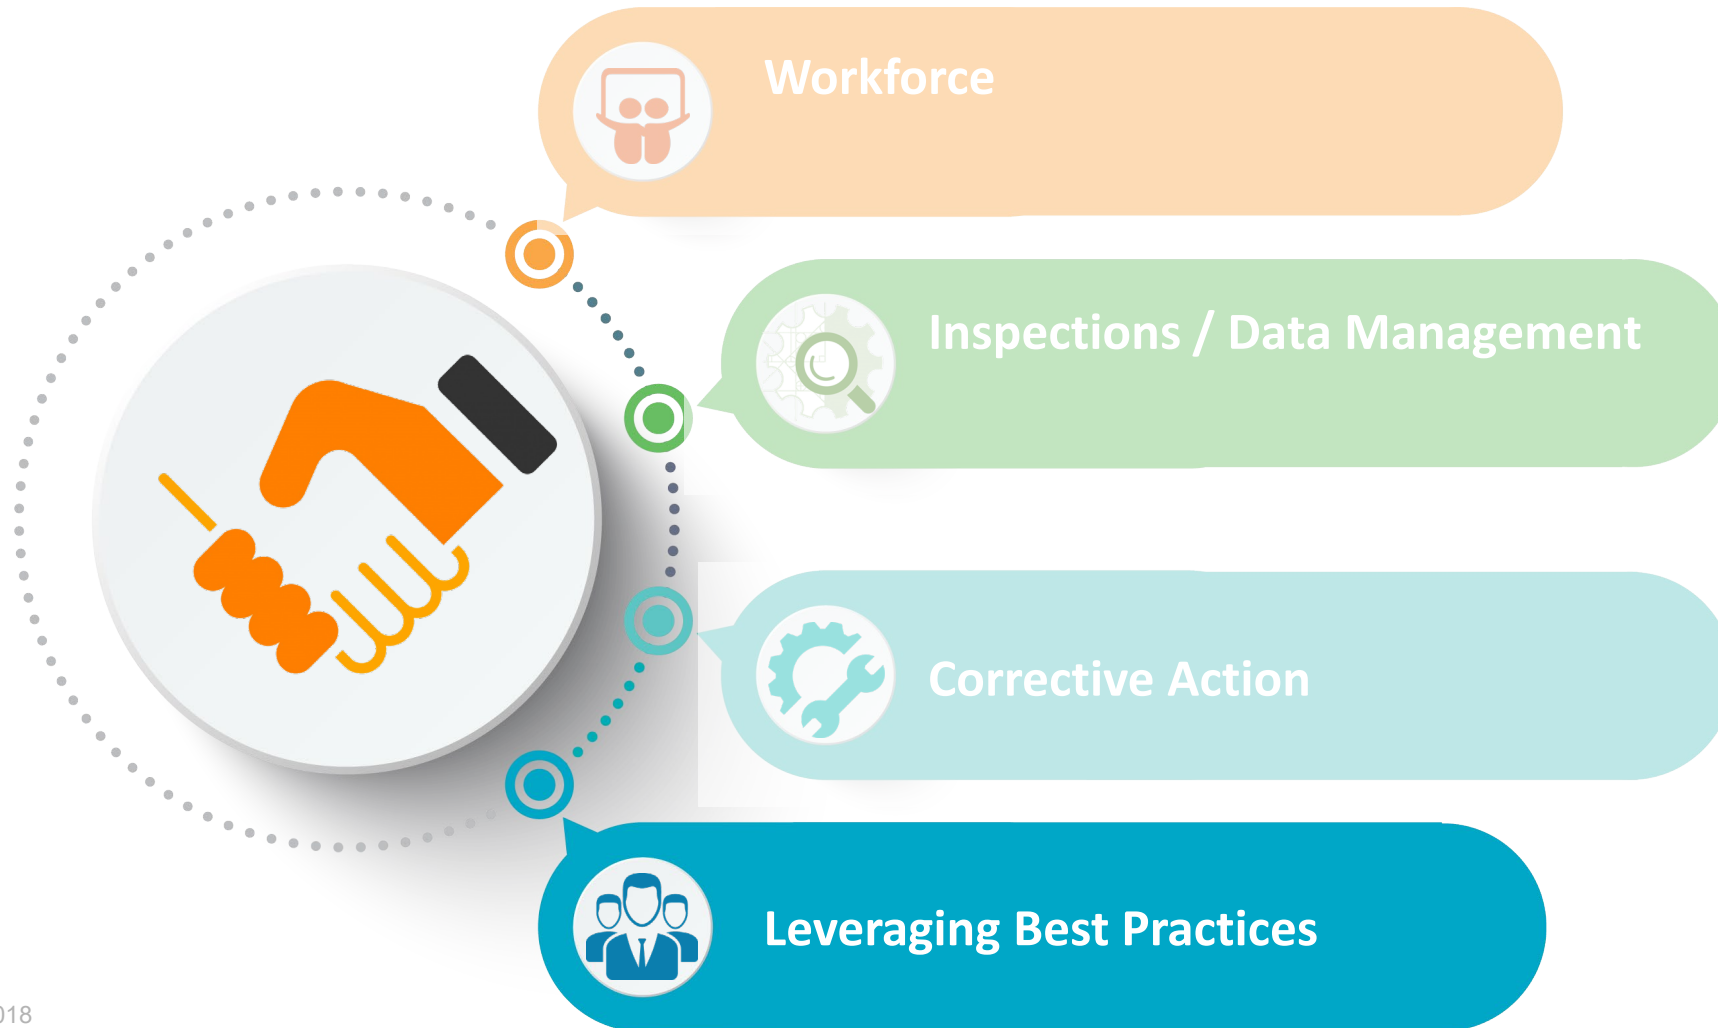 Workforce
Inspections / Data Management
Corrective Action
Leveraging Best Practices
018